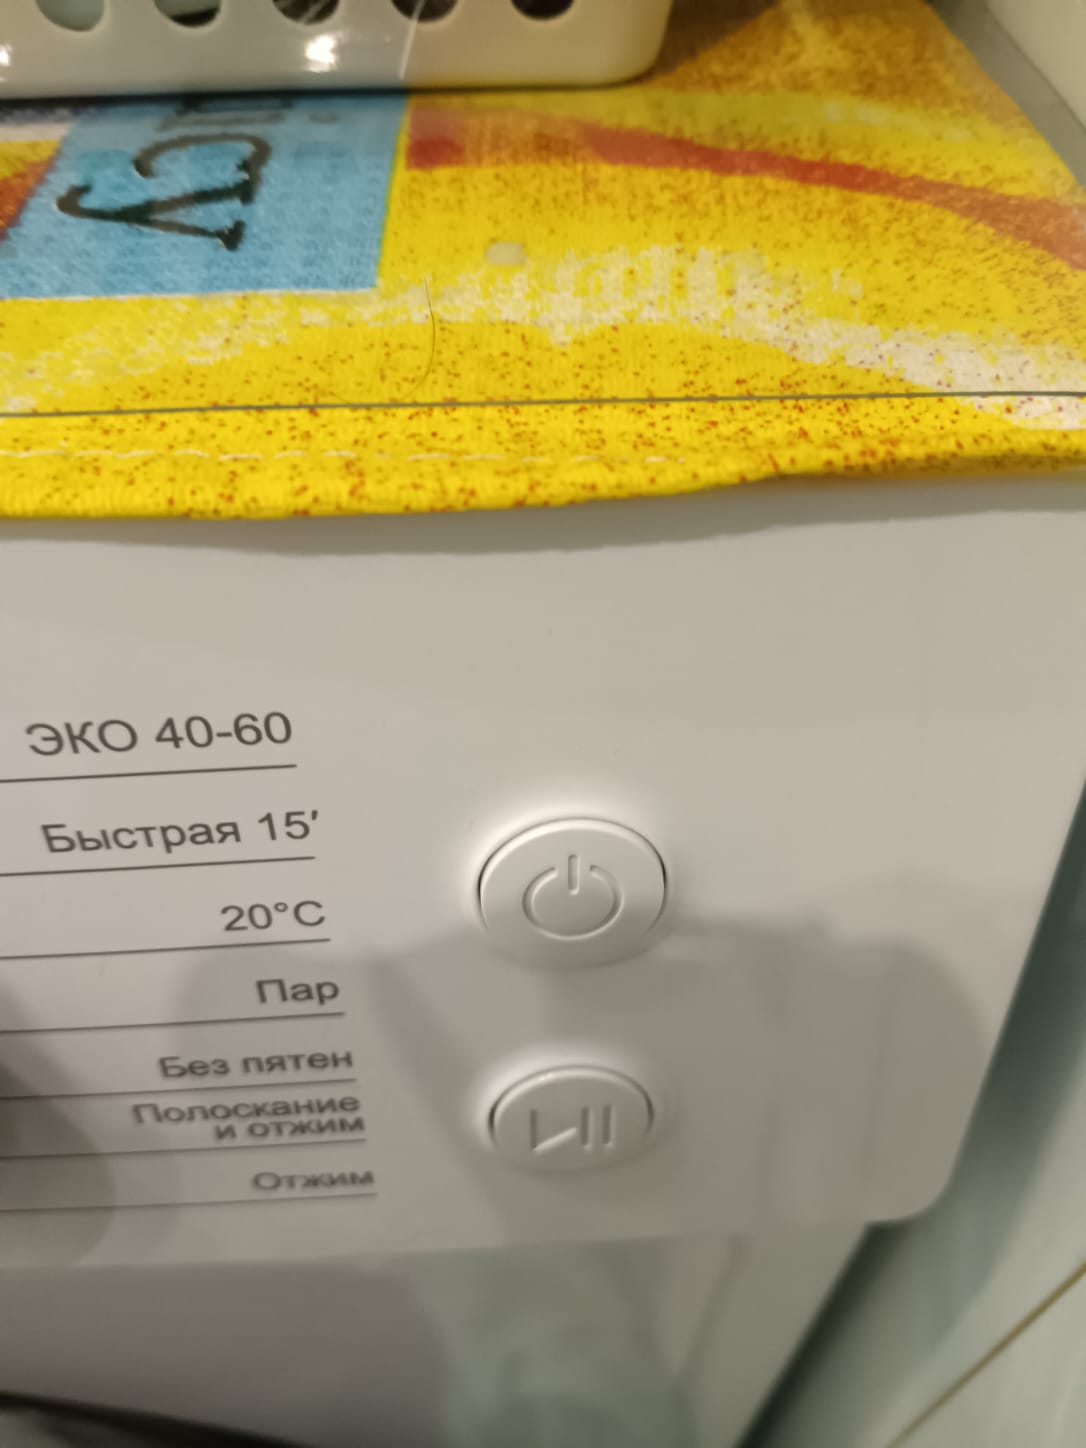 ЭКО 40-60
Быстрая 15′
20°C
Пар
Без пятен
Полоскание
и отжим
Отжим